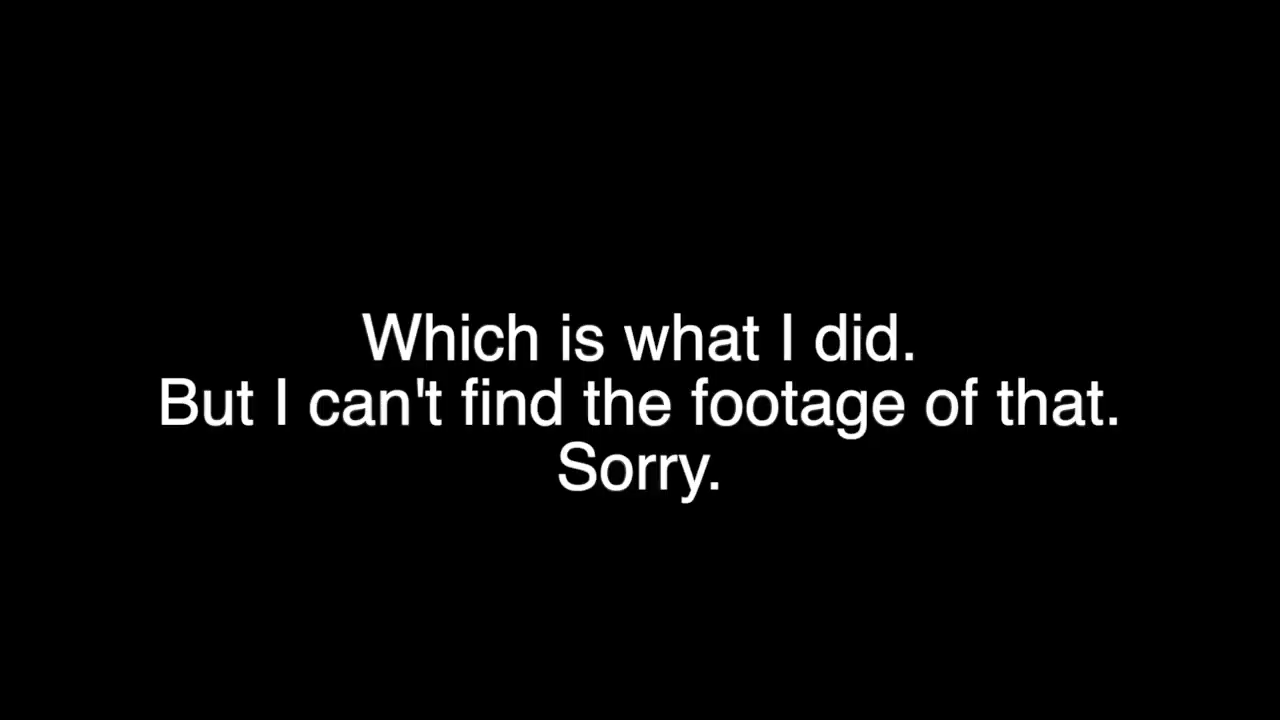 Which is what I did.
But I can't find the footage of that.
Sorry.